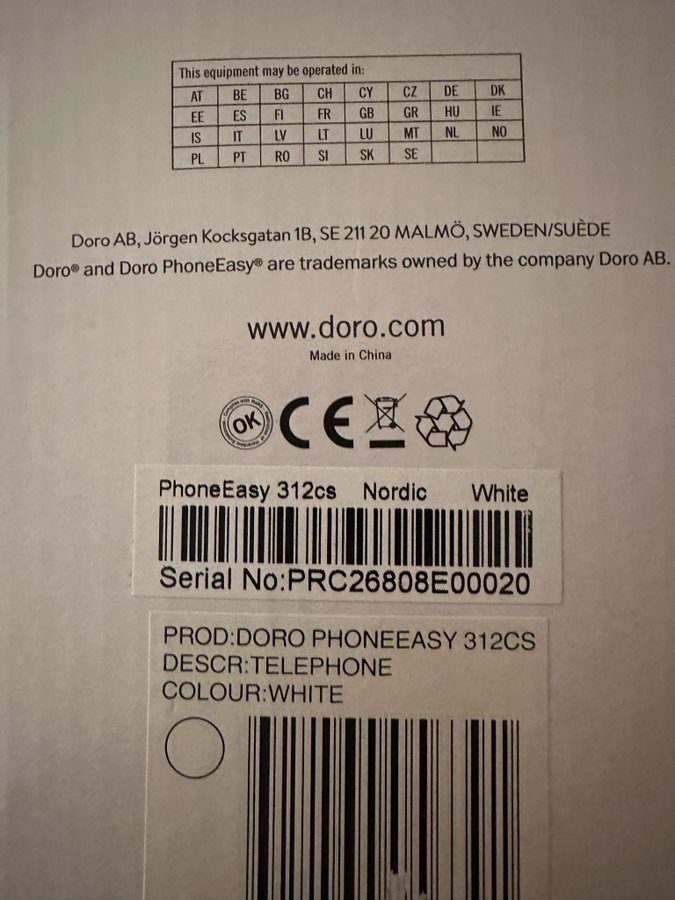 This equipment may be operated in:
AT BE BG CH CY CZ DE DK
EE ES FI FR GB GR HU IE
IS IT LV LT LU MT NL NO
PL PT RO SI SK SE
Doro AB, Jörgen Kocksgatan 1B, SE 211 20 MALMÖ, SWEDEN/SUÈDE
Doro® and Doro PhoneEasy® are trademarks owned by the company Doro AB.
www.doro.com
Made in China
OK
CE
PhoneEasy 312cs Nordic White
Serial No:PRC26808E00020
PROD:DORO PHONEEASY 312CS
DESCR:TELEPHONE
COLOUR:WHITE